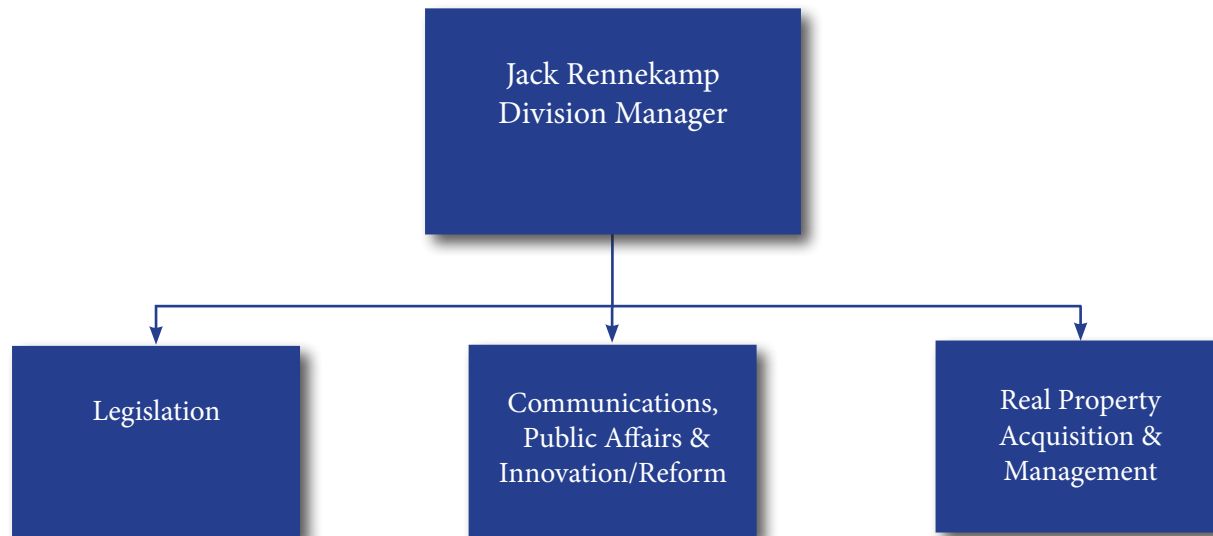 Jack Rennekamp
Division Manager
Legislation
Communications,
Public Affairs &
Innovation/Reform
Real Property
Acquisition &
Management